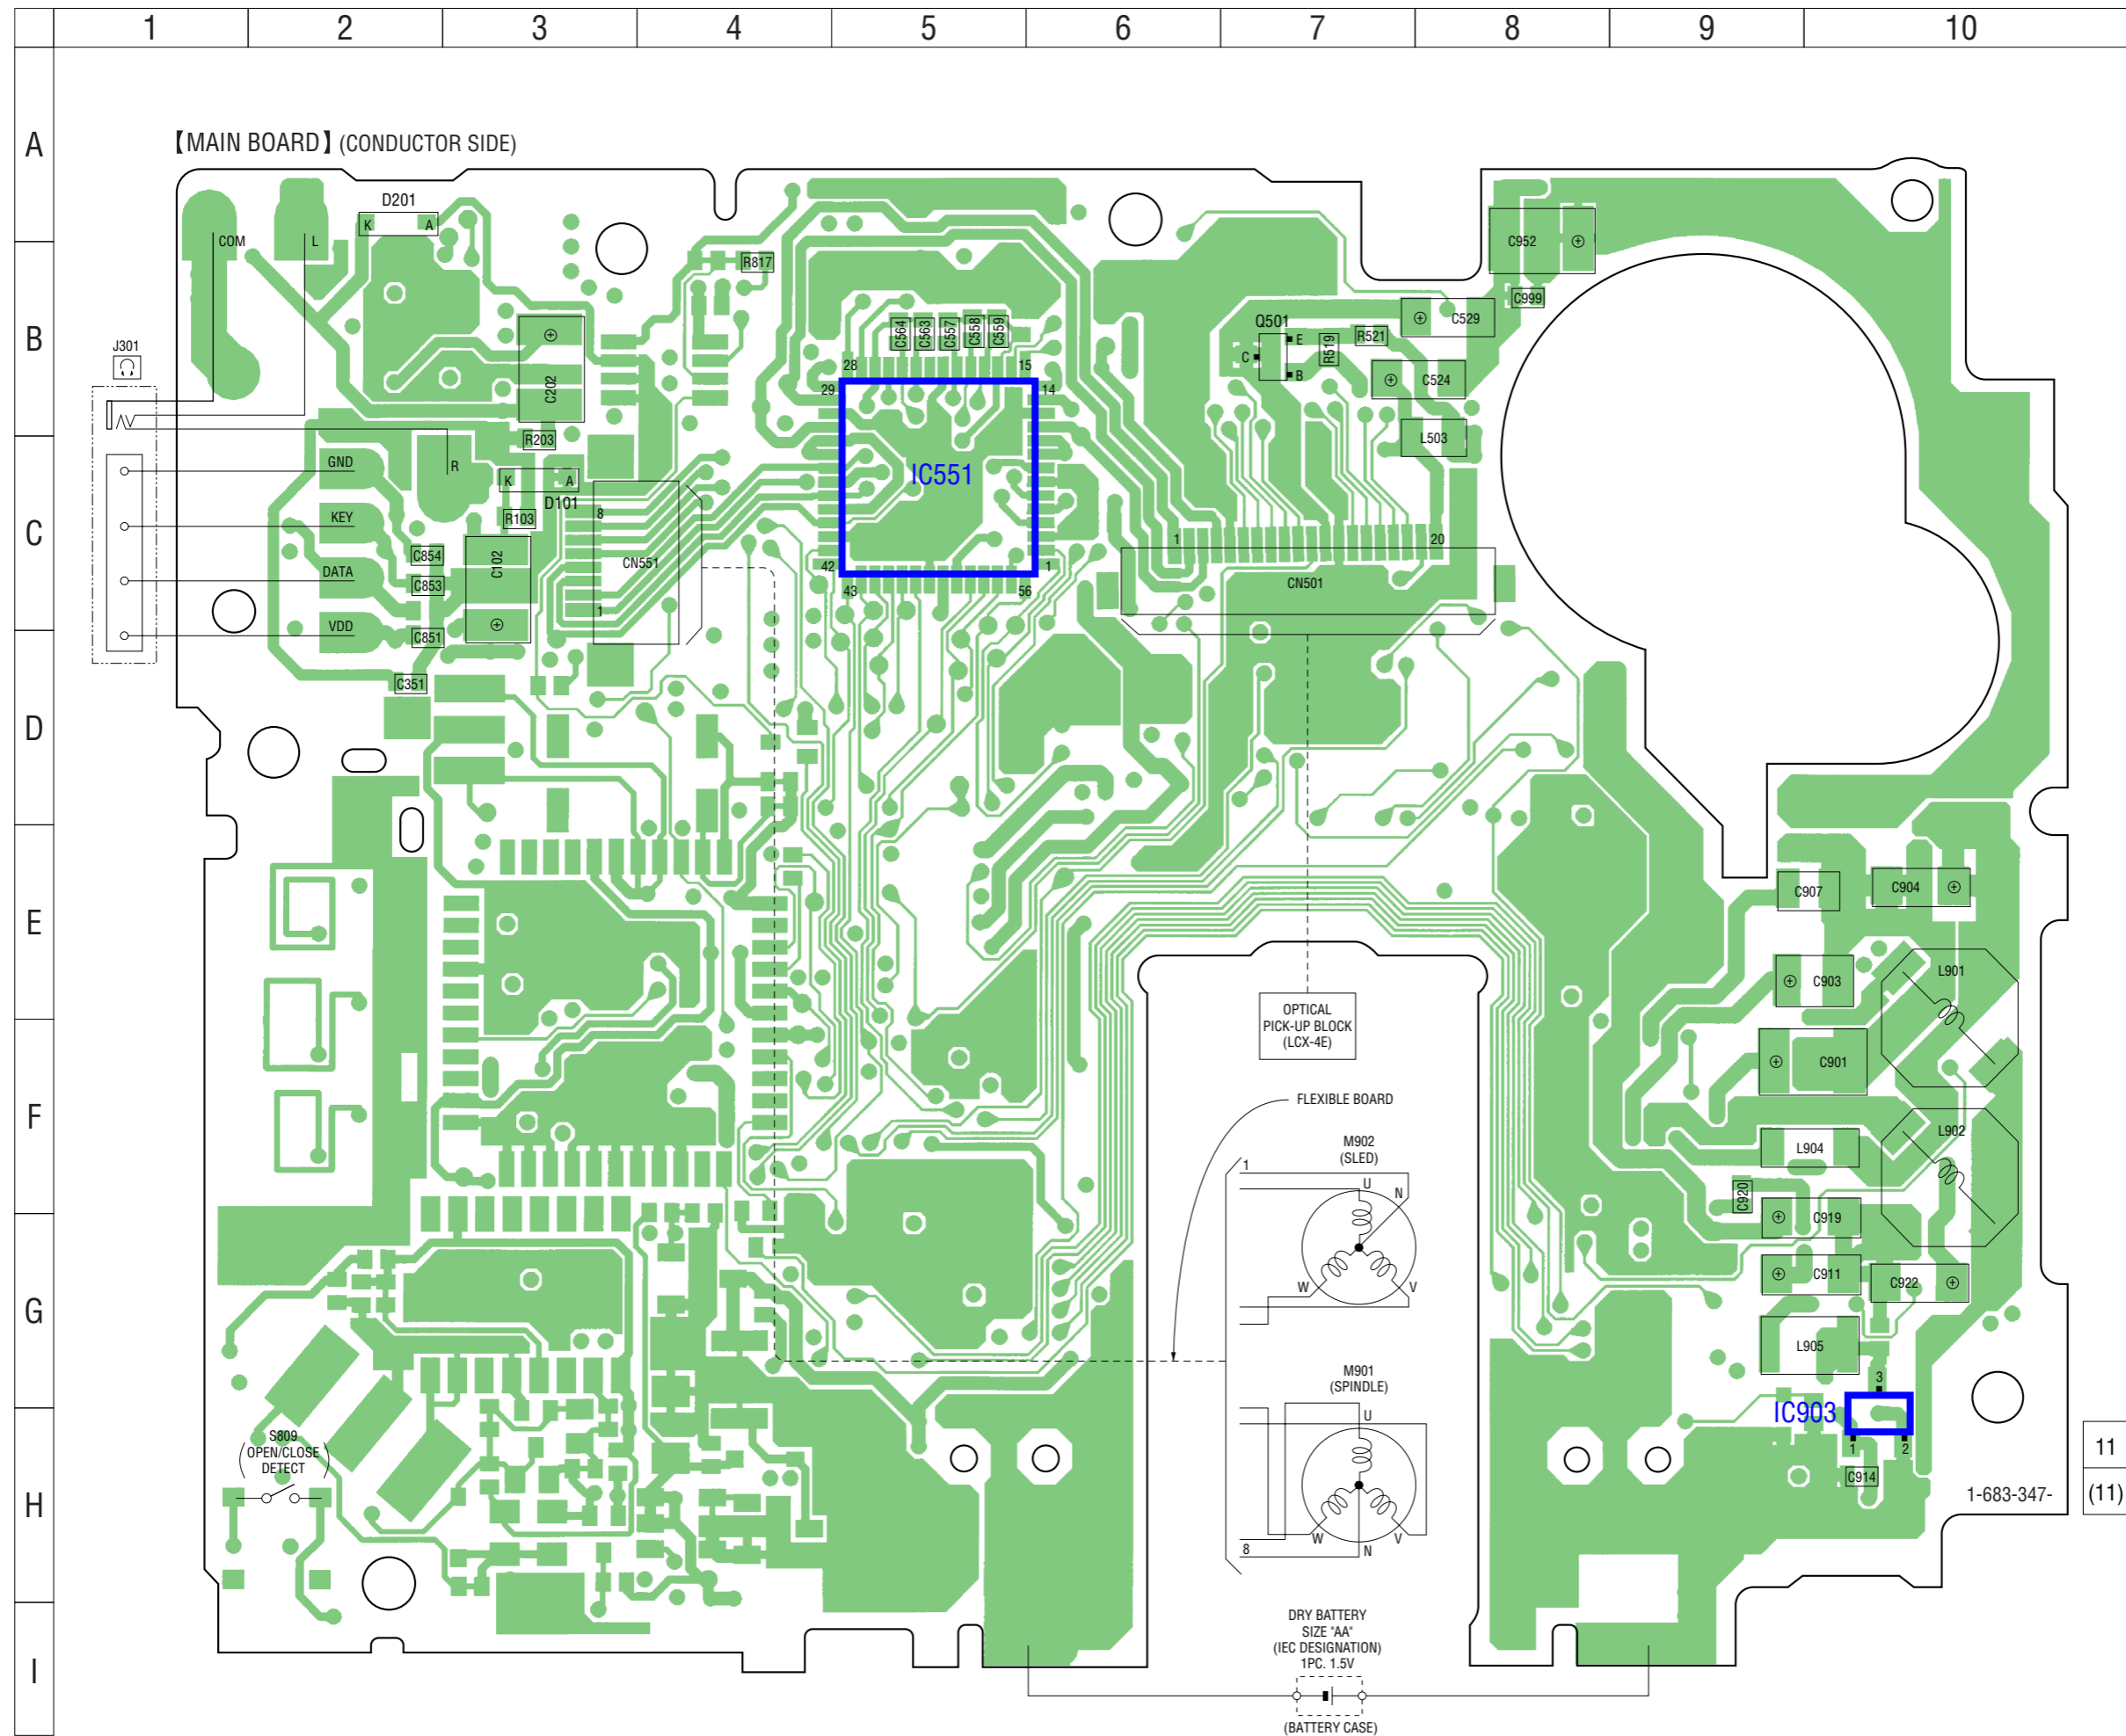 1 2 3 4 5 6 7 8 9 10
A
【MAIN BOARD】 (CONDUCTOR SIDE)
D201
K A
COM L
C952
R817
B
C999
C529
J301
Q501
E
C
B
R519
R521
C524
C564 C563 C557 C558 C559
28 15
29 14
C202
R203
L503
GND
R
IC551
K A
D101
KEY
R103
8
C
C854
C102
CN551
1 20
DATA
C853
42 1
CN501
43 56
1
VDD
C851
C351
D
E
C907
C904
C903
L901
OPTICAL
PICK-UP BLOCK
(LCX-4E)
C901
F
FLEXIBLE BOARD
M902
(SLED)
L904
L902
1
U
N
W
V
C920
C919
C911
C922
G
L905
M901
(SPINDLE)
3
U
IC903
S809
OPEN/CLOSE
DETECT
1 2
C914
11
H
1-683-347-
(11)
W
V
8
N
DRY BATTERY
SIZE "AA"
(IEC DESIGNATION)
1PC. 1.5V
I
(BATTERY CASE)